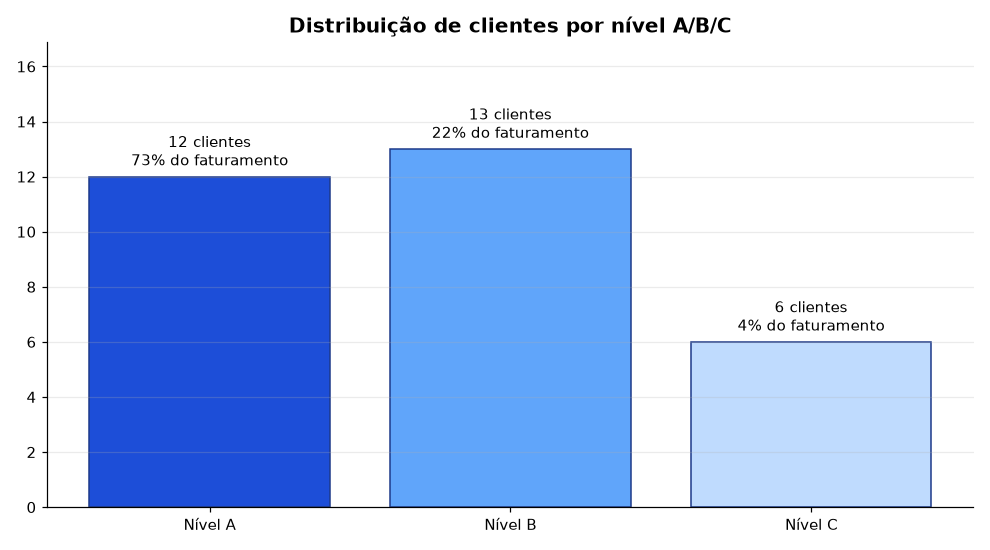 Distribuição de clientes por nível A/B/C
16
14
12
10
8
6
4
2
0
12 clientes
73% do faturamento
13 clientes
22% do faturamento
6 clientes
4% do faturamento
Nível A
Nível B
Nível C